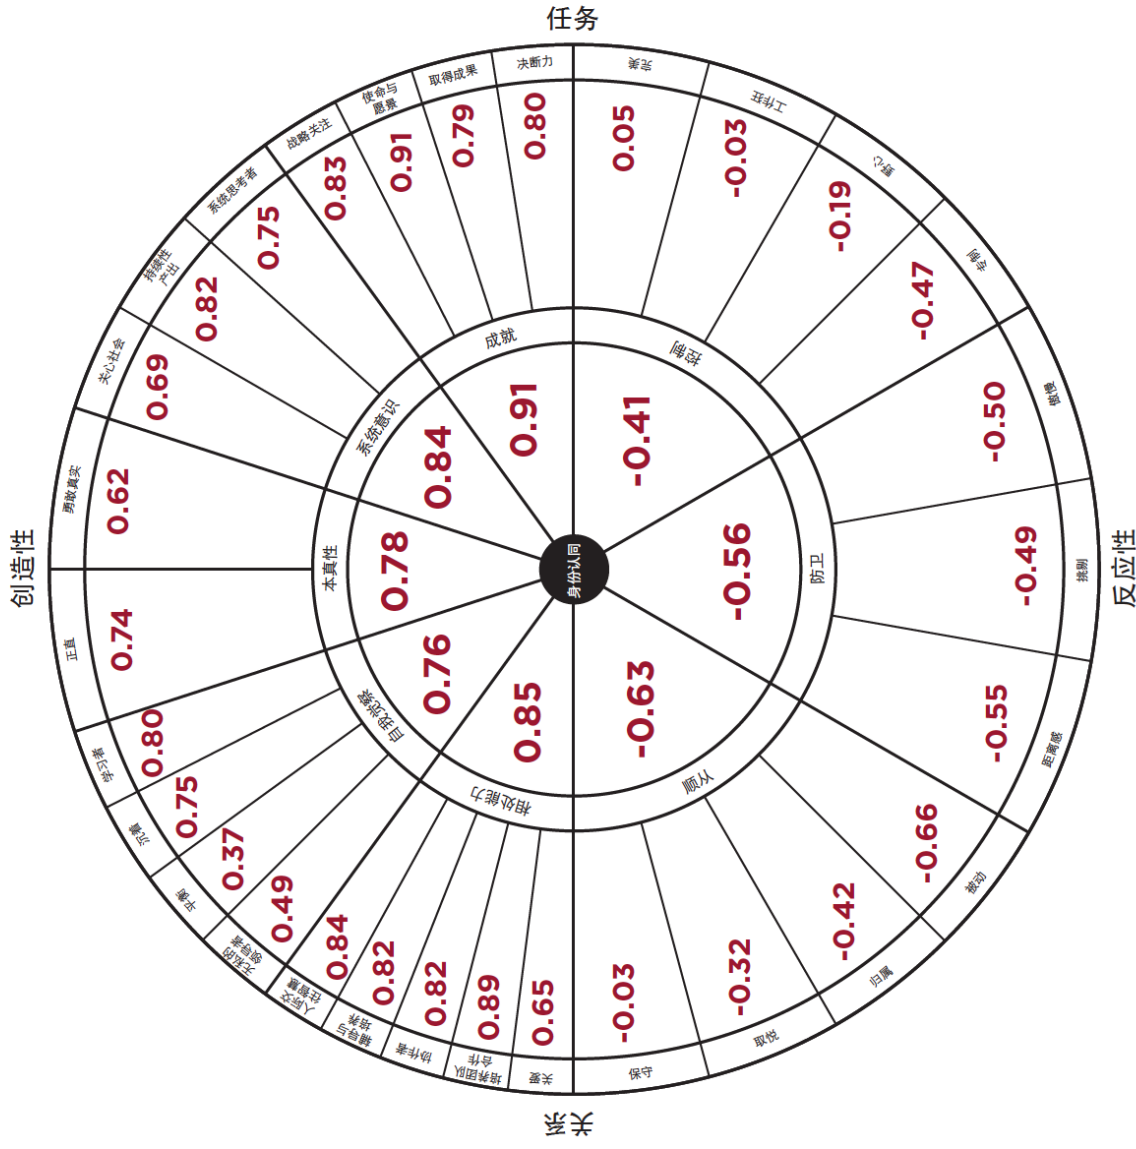 任务
决断力
0.80
取得成果
0.79
使命与
愿景
0.91
战略关注
0.83
系统思考者
0.75
持续性
产出
0.82
关心社会
0.69
勇敢真实
0.62
正直
0.74
学习者
0.80
沉着
0.75
平衡
0.37
无私的
领导者
0.49
人际交
往智慧
0.84
辅导与
培养
0.82
协作者
0.82
培养团队
合作
0.89
关爱
0.65
完美
0.05
工作狂
-0.03
野心
-0.19
专制
-0.47
傲慢
-0.50
挑剔
-0.49
距离感
-0.55
被动
-0.66
归属
-0.42
取悦
-0.32
保守
-0.03
成就
0.91
系统意识
0.84
本真性
0.78
自我觉察
0.76
相处能力
0.85
控制
-0.41
防卫
-0.56
顺从
-0.63
身份认同
创造性
反应性
关系